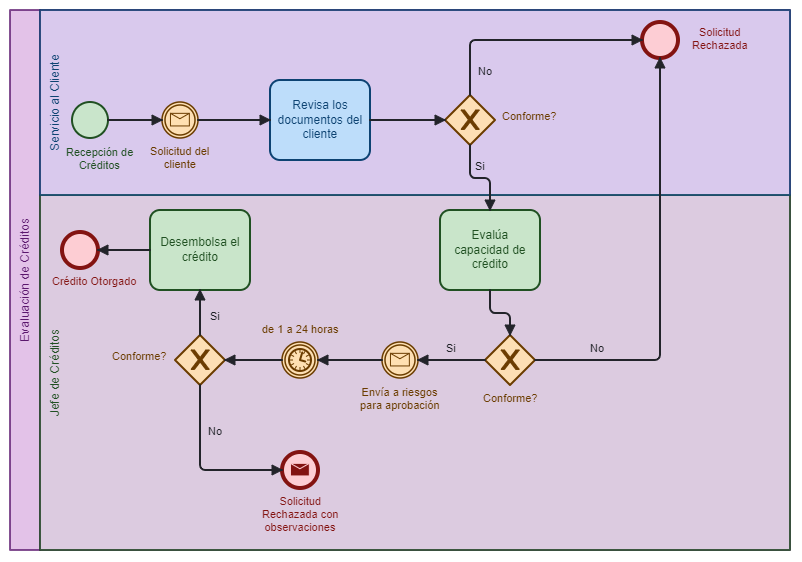 Evaluación de Créditos
Servicio al Cliente
Recepción de
Créditos
Solicitud del
cliente
Revisa los
documentos del
cliente
Conforme?
No
Si
Solicitud
Rechazada
Jefe de Créditos
Evalúa
capacidad de
crédito
Conforme?
No
Si
Envía a riesgos
para aprobación
de 1 a 24 horas
Conforme?
Si
Desembolsa el
crédito
Crédito Otorgado
No
Solicitud
Rechazada con
observaciones